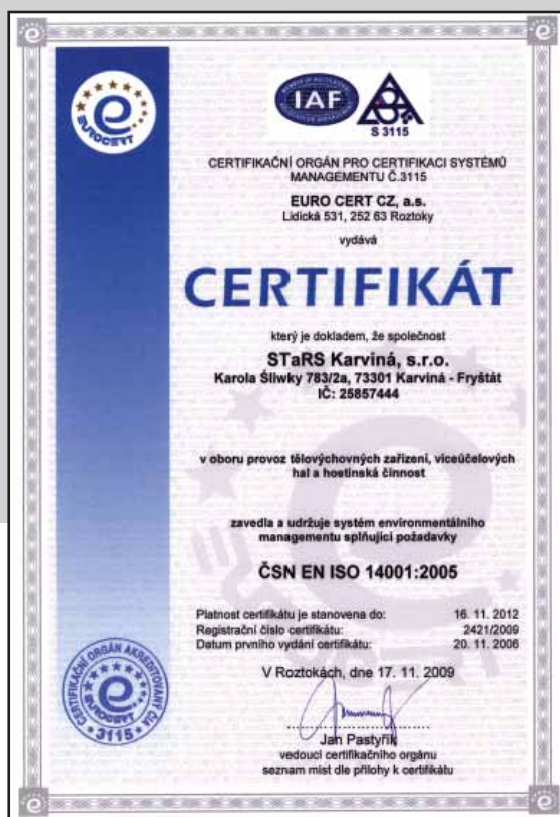 e
e
e
EUROCERT
IAF
S 3115
CERTIFIKAČNÍ ORGÁN PRO CERTIFIKACI SYSTÉMŮ
MANAGEMENTU Č.3115
EURO CERT CZ, a.s.
Lidická 531, 252 63 Roztoky
vydává
CERTIFIKÁT
který je dokladem, že společnost
STaRS Karviná, s.r.o.
Karola Śliwky 783/2a, 73301 Karviná - Fryštát
IČ: 25857444
v oboru provoz tělovýchovných zařízení, víceúčelových
hal a hostinská činnost
zavedla a udržuje systém environmentálního
managementu splňující požadavky
ČSN EN ISO 14001:2005
Platnost certifikátu je stanovena do: 16. 11. 2012
Registrační číslo certifikátu: 2421/2009
Datum prvního vydání certifikátu: 20. 11. 2006
V Roztokách, dne 17. 11. 2009
Jan Pastyřík
vedoucí certifikačního orgánu
seznam míst dle přílohy k certifikátu
CERTIFIKAČNÍ ORGÁN AKREDITOVANÝ ČIA
e
EUROCERT
3115
e
e